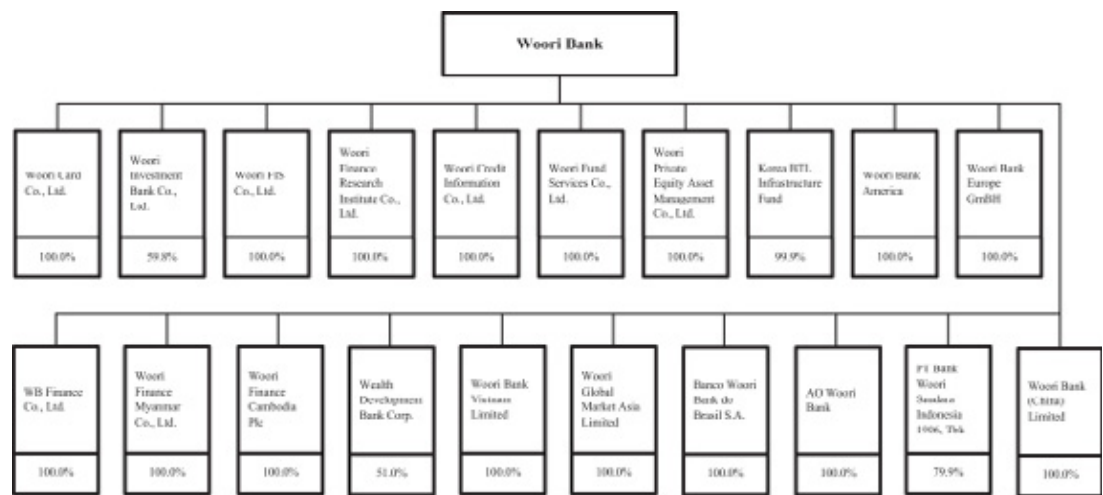 Woori Bank
Woori Card
Co., Ltd.
100.0%
Woori
Investment
Bank Co.,
Ltd.
59.8%
Woori FIS
Co., Ltd.
100.0%
Woori
Finance
Research
Institute Co.,
Ltd.
100.0%
Woori Credit
Information
Co., Ltd.
100.0%
Woori Fund
Services Co.,
Ltd.
100.0%
Woori
Private
Equity Asset
Management
Co., Ltd.
100.0%
Korea BTL
Infrastructure
Fund
99.9%
Woori Bank
America
100.0%
Woori Bank
Europe
GmBH
100.0%
WB Finance
Co., Ltd.
100.0%
Woori
Finance
Myanmar
Co., Ltd.
100.0%
Woori
Finance
Cambodia
Plc
100.0%
Wealth
Development
Bank Corp.
51.0%
Woori Bank
Vietnam
Limited
100.0%
Woori
Global
Market Asia
Limited
100.0%
Banco Woori
Bank do
Brasil S.A.
100.0%
AO Woori
Bank
100.0%
PT Bank
Woori
Saudara
Indonesia
1906, Tbk
79.9%
Woori Bank
(China)
Limited
100.0%